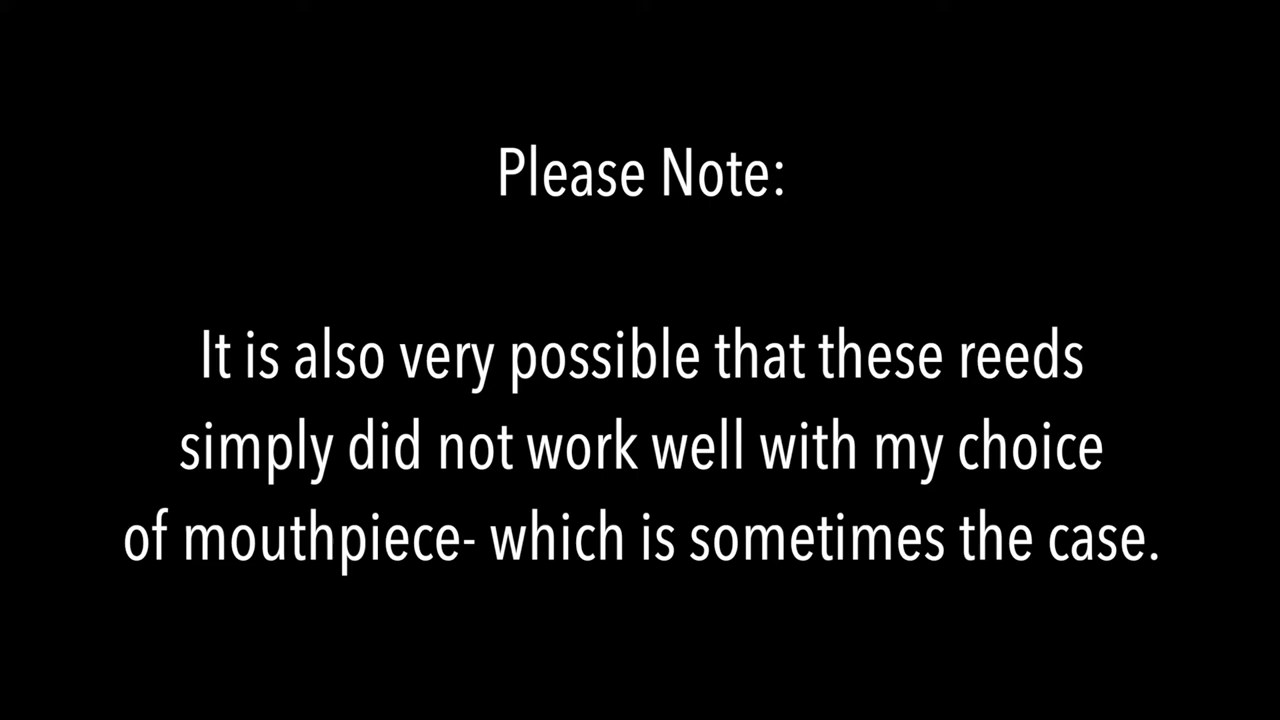 Please Note:
It is also very possible that these reeds
simply did not work well with my choice
of mouthpiece- which is sometimes the case.